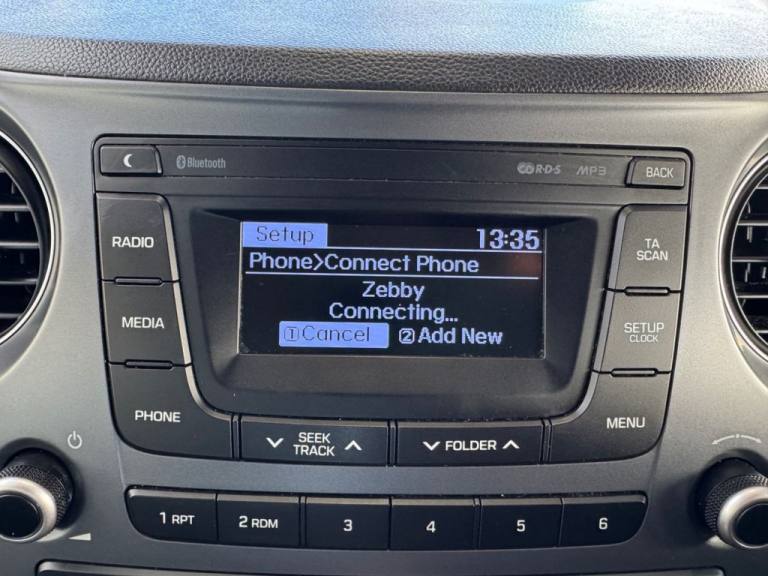 Bluetooth
R·D·S MP3
BACK
RADIO
MEDIA
PHONE
Setup 13:35
Phone>Connect Phone
Zebby
Connecting...
1 Cancel 2 Add New
TA
SCAN
SETUP
CLOCK
MENU
SEEK
TRACK
FOLDER
1 RPT
2 RDM
3
4
5
6